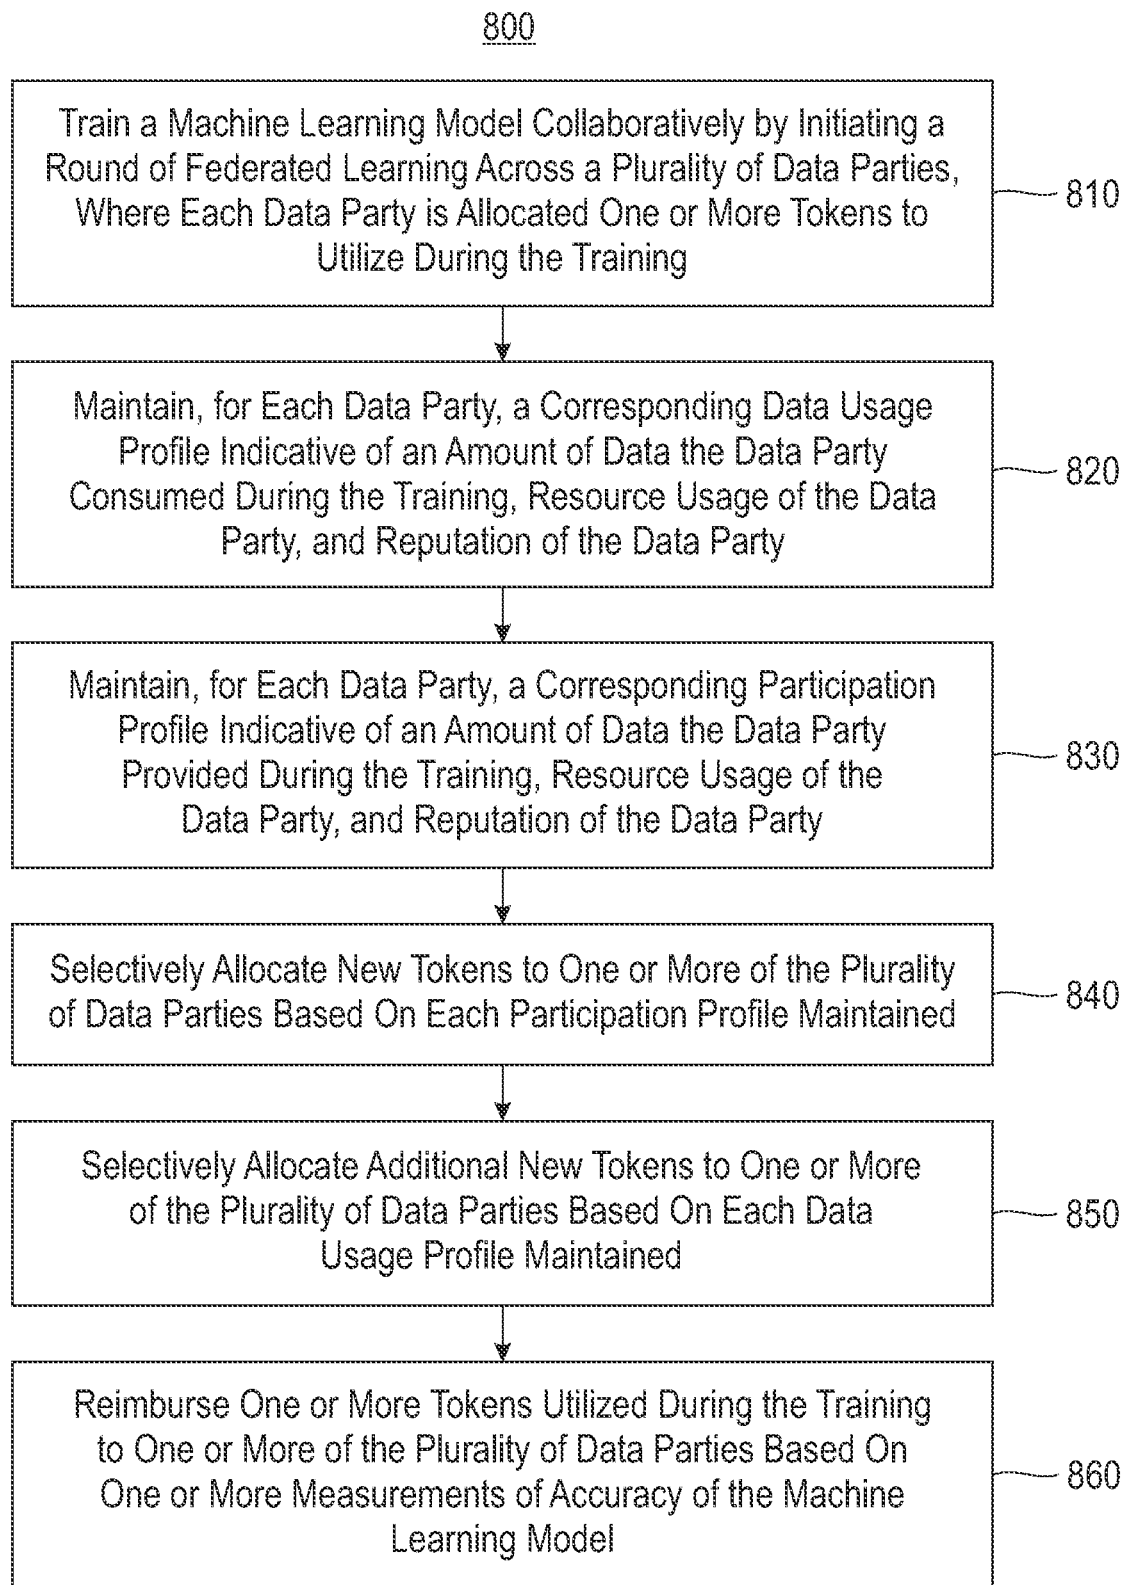 800
Train a Machine Learning Model Collaboratively by Initiating a
Round of Federated Learning Across a Plurality of Data Parties,
Where Each Data Party is Allocated One or More Tokens to
Utilize During the Training
810
Maintain, for Each Data Party, a Corresponding Data Usage
Profile Indicative of an Amount of Data the Data Party
Consumed During the Training, Resource Usage of the Data
Party, and Reputation of the Data Party
820
Maintain, for Each Data Party, a Corresponding Participation
Profile Indicative of an Amount of Data the Data Party
Provided During the Training, Resource Usage of the
Data Party, and Reputation of the Data Party
830
Selectively Allocate New Tokens to One or More of the Plurality
of Data Parties Based On Each Participation Profile Maintained
840
Selectively Allocate Additional New Tokens to One or More
of the Plurality of Data Parties Based On Each Data
Usage Profile Maintained
850
Reimburse One or More Tokens Utilized During the Training
to One or More of the Plurality of Data Parties Based On
One or More Measurements of Accuracy of the Machine
Learning Model
860